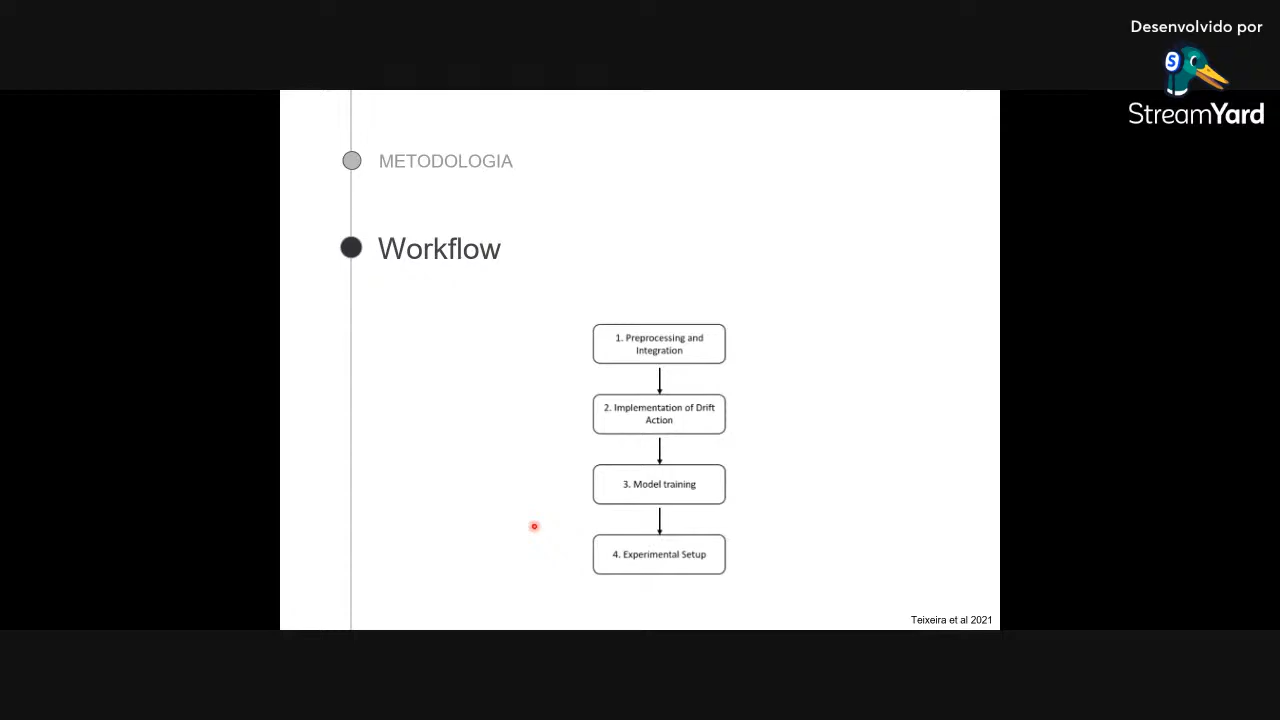 Desenvolvido por
StreamYard
METODOLOGIA
Workflow
1. Preprocessing and
Integration
2. Implementation of Drift
Action
3. Model training
4. Experimental Setup
Teixeira et al 2021